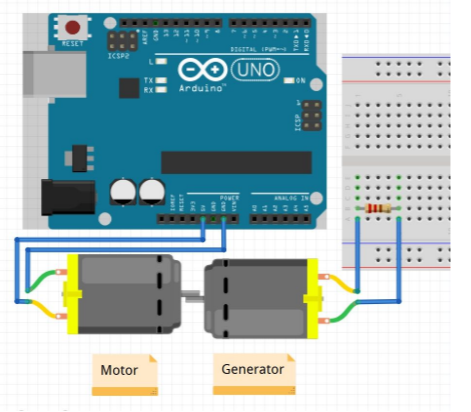 RESET
ICSP2
AREF
GND
13
12
~11
~10
~9
8
7
~6
~5
4
~3
2
TX▸1
RX◂0
DIGITAL (PWM=~)
L
TX
RX
Arduino™
UNO
ON
ICSP
1
IOREF
RESET
3V3
5V
GND
GND
VIN
POWER
ANALOG IN
A0
A1
A2
A3
A4
A5
Motor
Generator